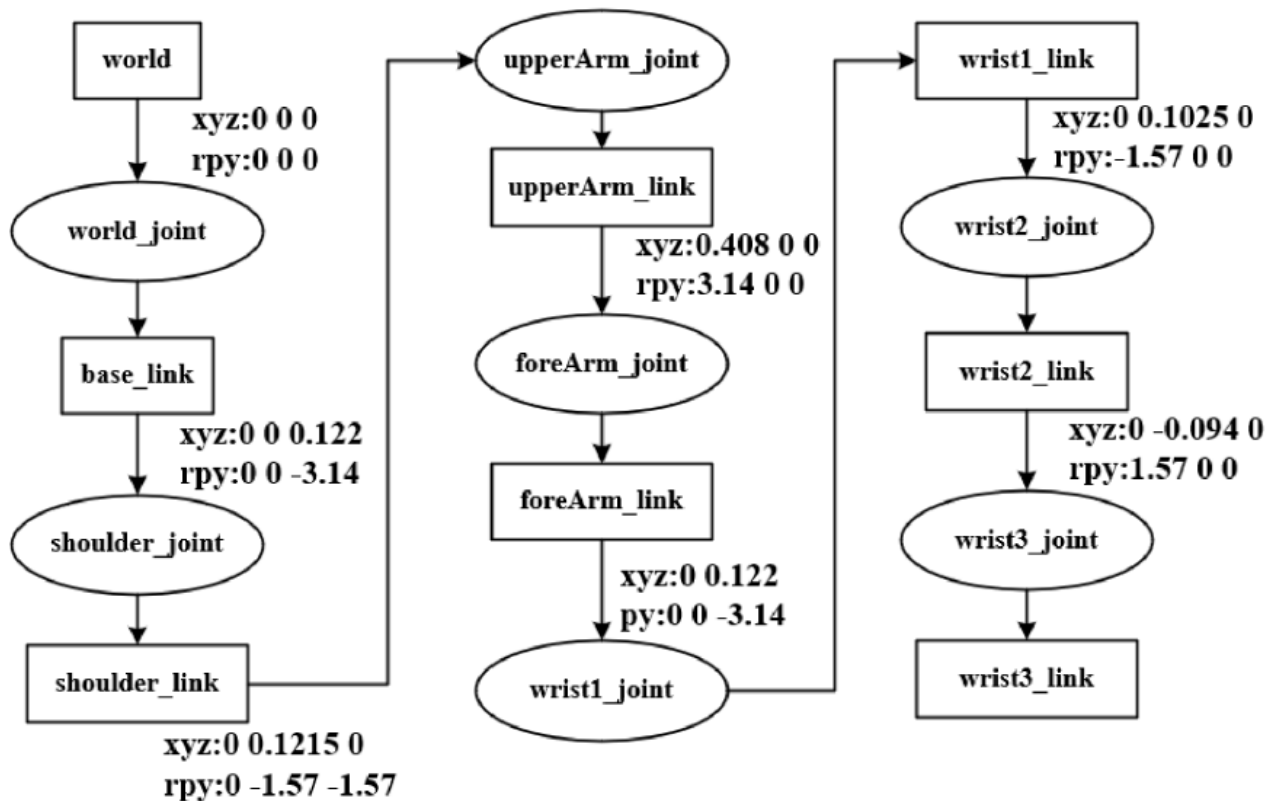 world
xyz:0 0 0
rpy:0 0 0
world_joint
base_link
xyz:0 0 0.122
rpy:0 0 -3.14
shoulder_joint
shoulder_link
xyz:0 0.1215 0
rpy:0 -1.57 -1.57
upperArm_joint
upperArm_link
xyz:0.408 0 0
rpy:3.14 0 0
foreArm_joint
foreArm_link
xyz:0 0.122
py:0 0 -3.14
wrist1_joint
wrist1_link
xyz:0 0.1025 0
rpy:-1.57 0 0
wrist2_joint
wrist2_link
xyz:0 -0.094 0
rpy:1.57 0 0
wrist3_joint
wrist3_link